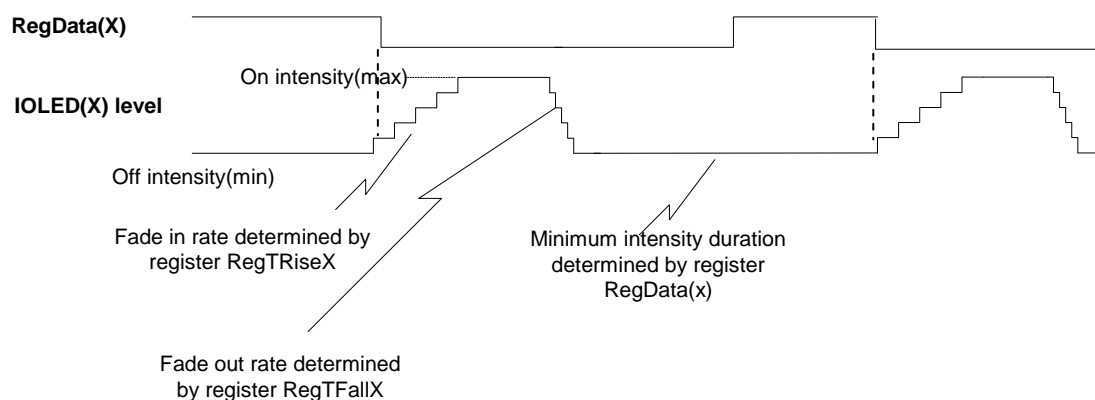 RegData(X)
On intensity(max)
IOLED(X) level
Off intensity(min)
Fade in rate determined by
register RegTRiseX
Minimum intensity duration
determined by register
RegData(x)
Fade out rate determined
by register RegTFallX